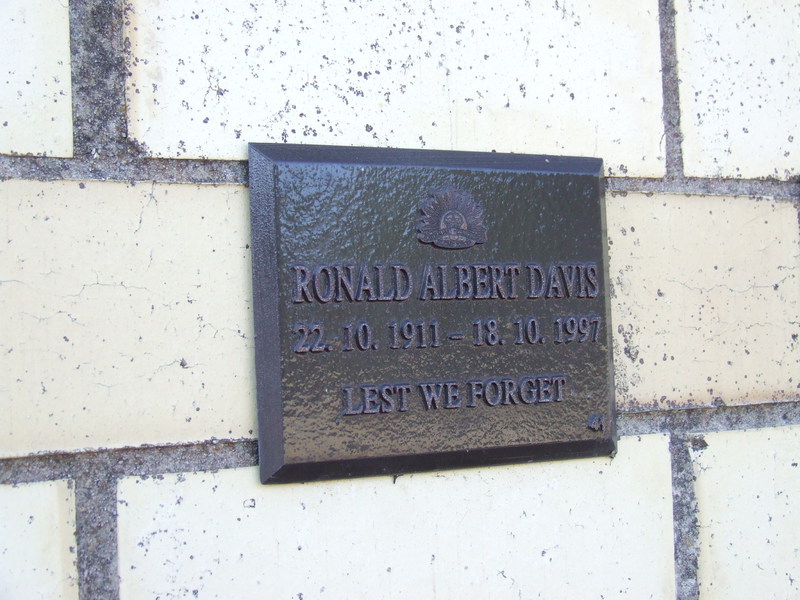 RONALD ALBERT DAVIS
22. 10. 1911 – 18. 10. 1997
LEST WE FORGET